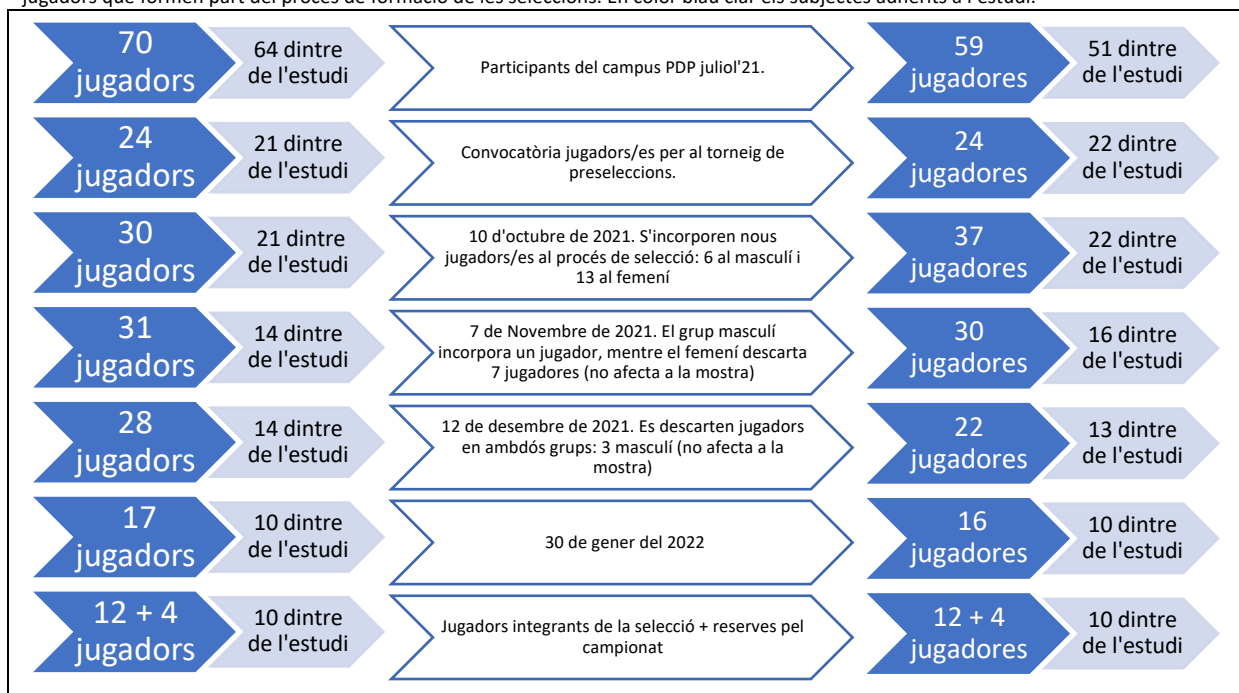 jugadors que formen part del procés de formació de les seleccions. En color blau clar els subjectes adherits a l'estudi.
70
jugadors
64 dintre
de l'estudi
Participants del campus PDP juliol'21.
59
jugadores
51 dintre
de l'estudi
24
jugadors
21 dintre
de l'estudi
Convocatòria jugadors/es per al torneig de
preseleccions.
24
jugadores
22 dintre
de l'estudi
30
jugadors
21 dintre
de l'estudi
10 d'octubre de 2021. S'incorporen nous
jugadors/es al procés de selecció: 6 al masculí i
13 al femení
37
jugadores
22 dintre
de l'estudi
31
jugadors
14 dintre
de l'estudi
7 de Novembre de 2021. El grup masculí
incorpora un jugador, mentre el femení descarta
7 jugadores (no afecta a la mostra)
30
jugadores
16 dintre
de l'estudi
28
jugadors
14 dintre
de l'estudi
12 de desembre de 2021. Es descarten jugadors
en ambdós grups: 3 masculí (no afecta a la
mostra)
22
jugadores
13 dintre
de l'estudi
17
jugadors
10 dintre
de l'estudi
30 de gener del 2022
16
jugadores
10 dintre
de l'estudi
12 + 4
jugadors
10 dintre
de l'estudi
Jugadors integrants de la selecció + reserves pel
campionat
12 + 4
jugadores
10 dintre
de l'estudi